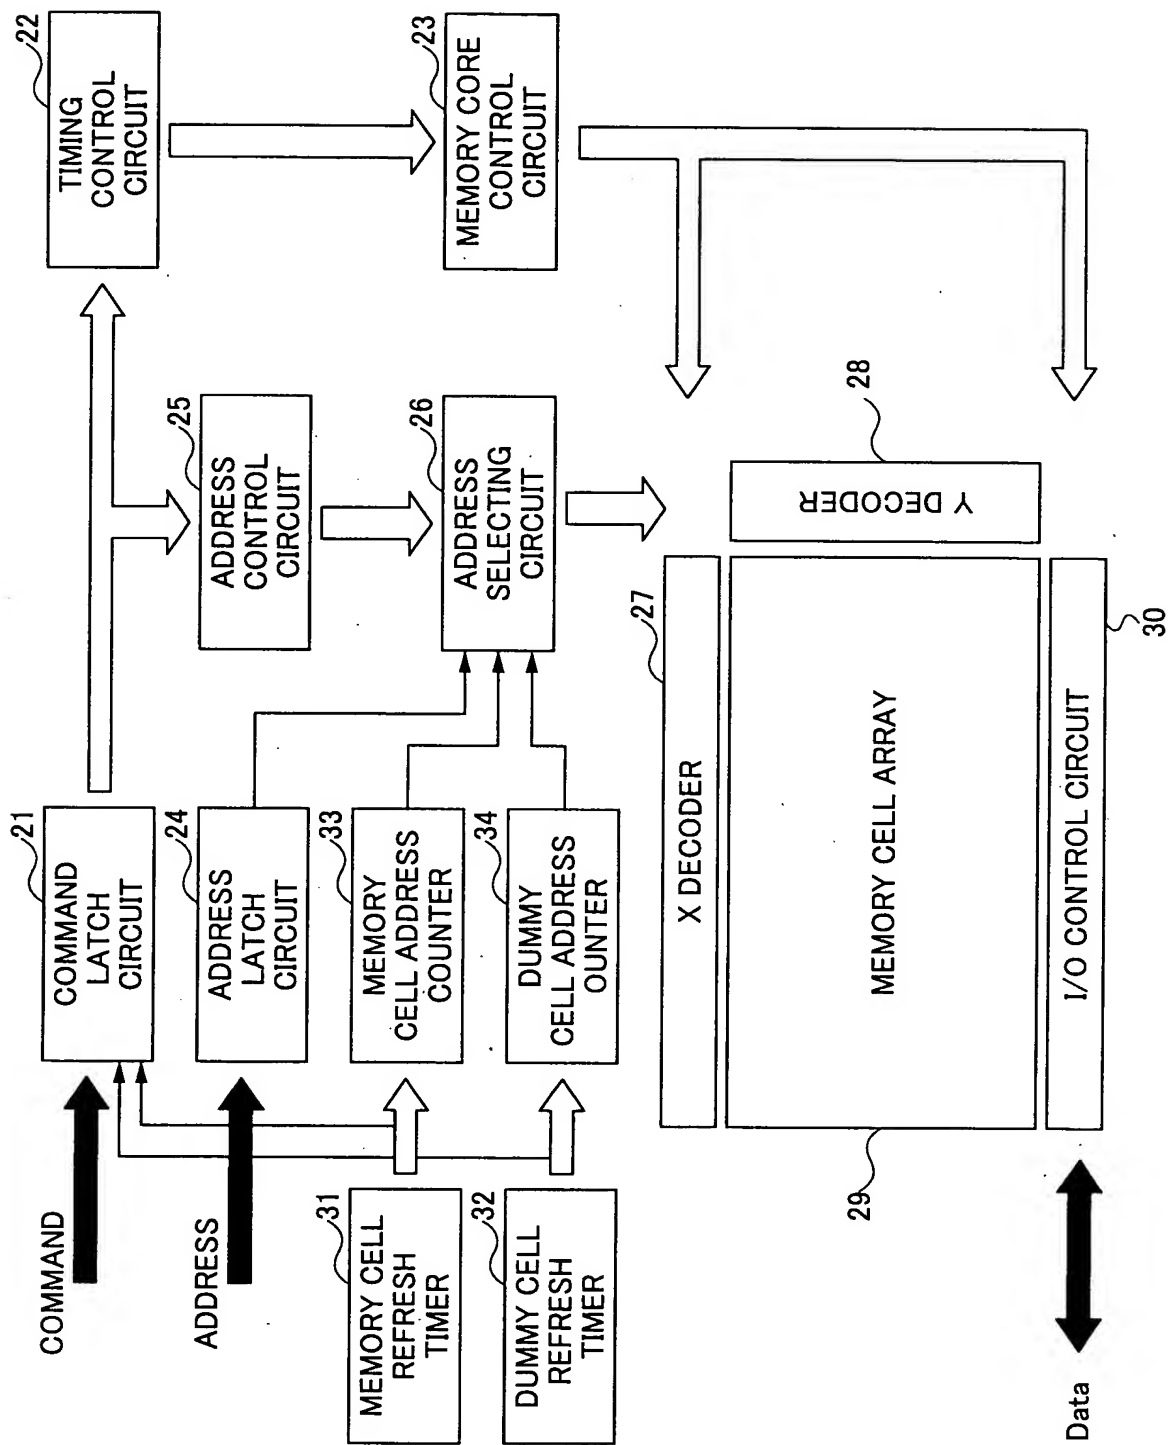 COMMAND
21
COMMAND
LATCH
CIRCUIT
22
TIMING
CONTROL
CIRCUIT
ADDRESS
24
ADDRESS
LATCH
CIRCUIT
25
ADDRESS
CONTROL
CIRCUIT
31
MEMORY CELL
REFRESH
TIMER
33
MEMORY
CELL ADDRESS
COUNTER
26
ADDRESS
SELECTING
CIRCUIT
23
MEMORY CORE
CONTROL
CIRCUIT
32
DUMMY CELL
REFRESH
TIMER
34
DUMMY
CELL ADDRESS
OUNTER
27
X DECODER
28
Y DECODER
29
MEMORY CELL ARRAY
I/O CONTROL CIRCUIT
30
Data